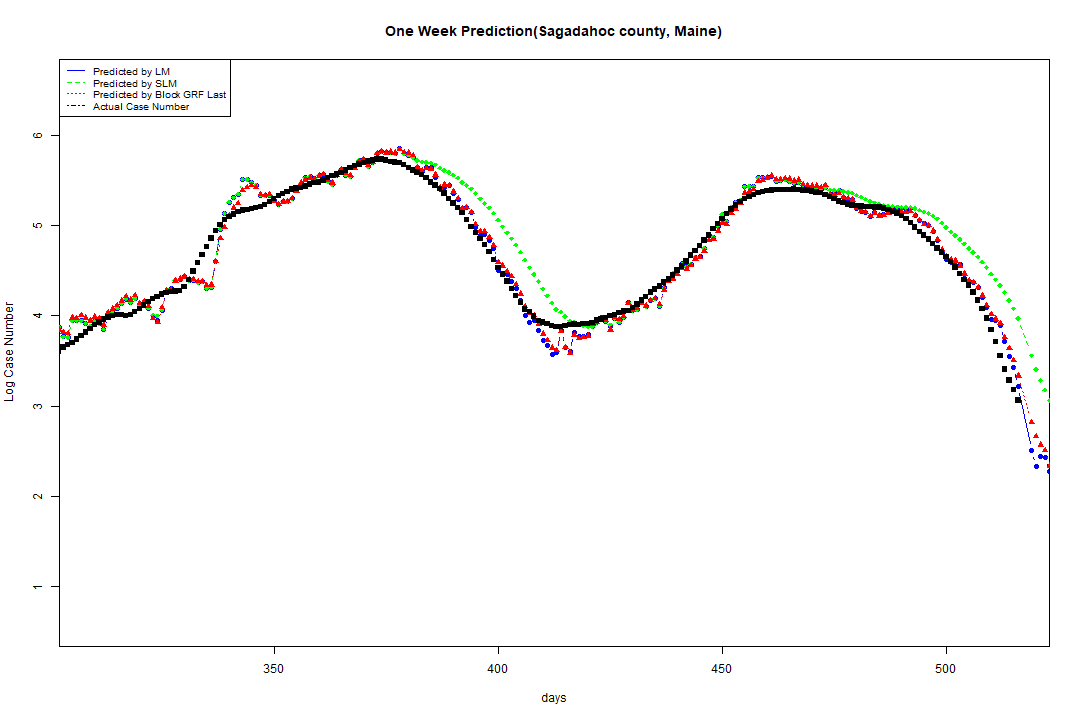 One Week Prediction(Sagadahoc county, Maine)
Predicted by LM
Predicted by SLM
Predicted by Block GRF Last
Actual Case Number
6
5
4
3
2
1
Log Case Number
350
400
450
500
days